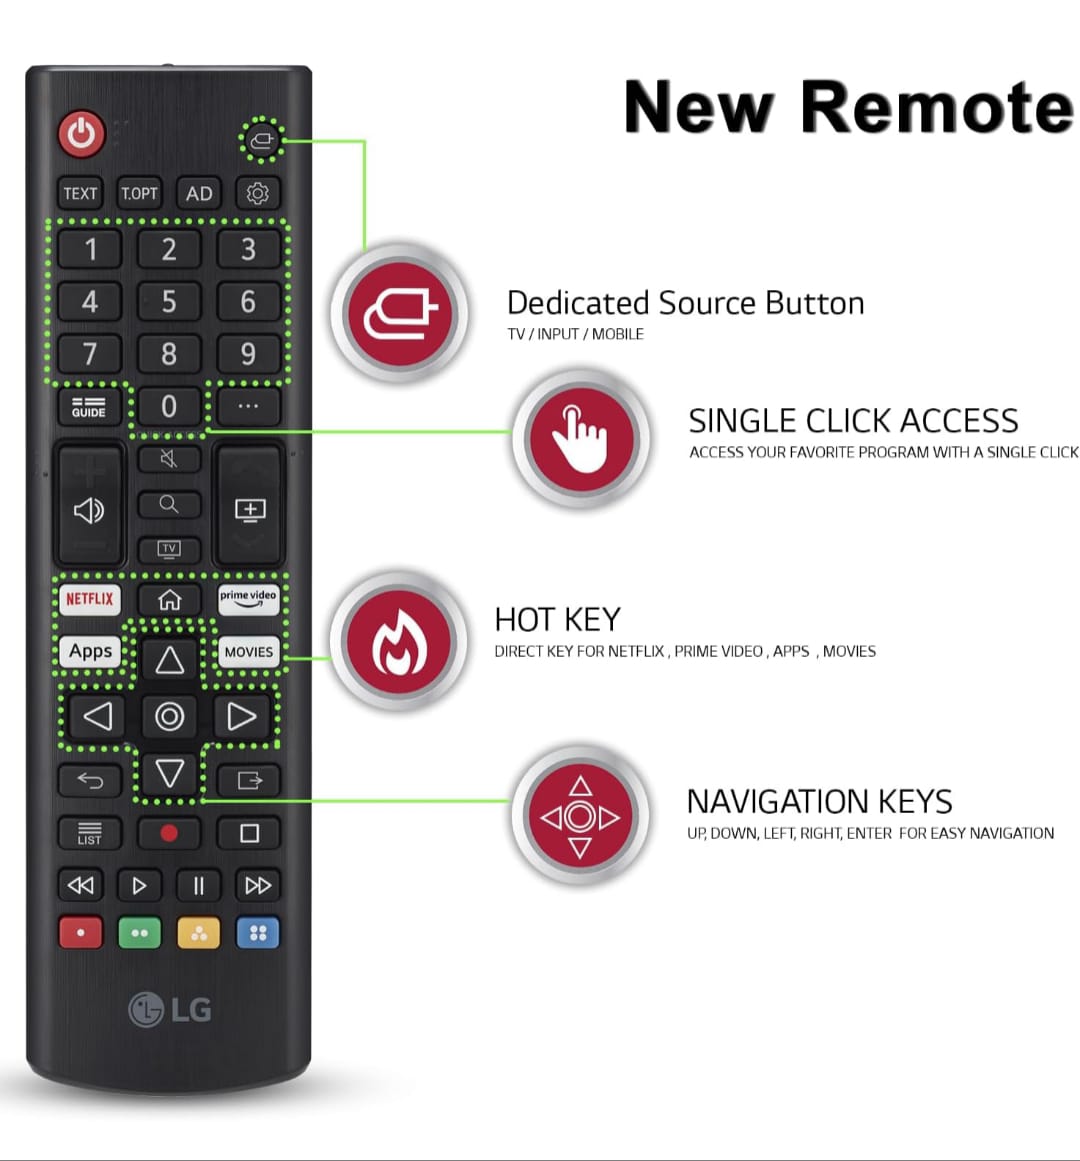 New Remote
TEXT T.OPT AD
1 2 3
4 5 6
7 8 9
GUIDE 0 ...
TV
NETFLIX prime video
Apps MOVIES
LIST
LG
Dedicated Source Button
TV / INPUT / MOBILE
SINGLE CLICK ACCESS
ACCESS YOUR FAVORITE PROGRAM WITH A SINGLE CLICK
HOT KEY
DIRECT KEY FOR NETFLIX , PRIME VIDEO , APPS , MOVIES
NAVIGATION KEYS
UP, DOWN, LEFT, RIGHT, ENTER FOR EASY NAVIGATION